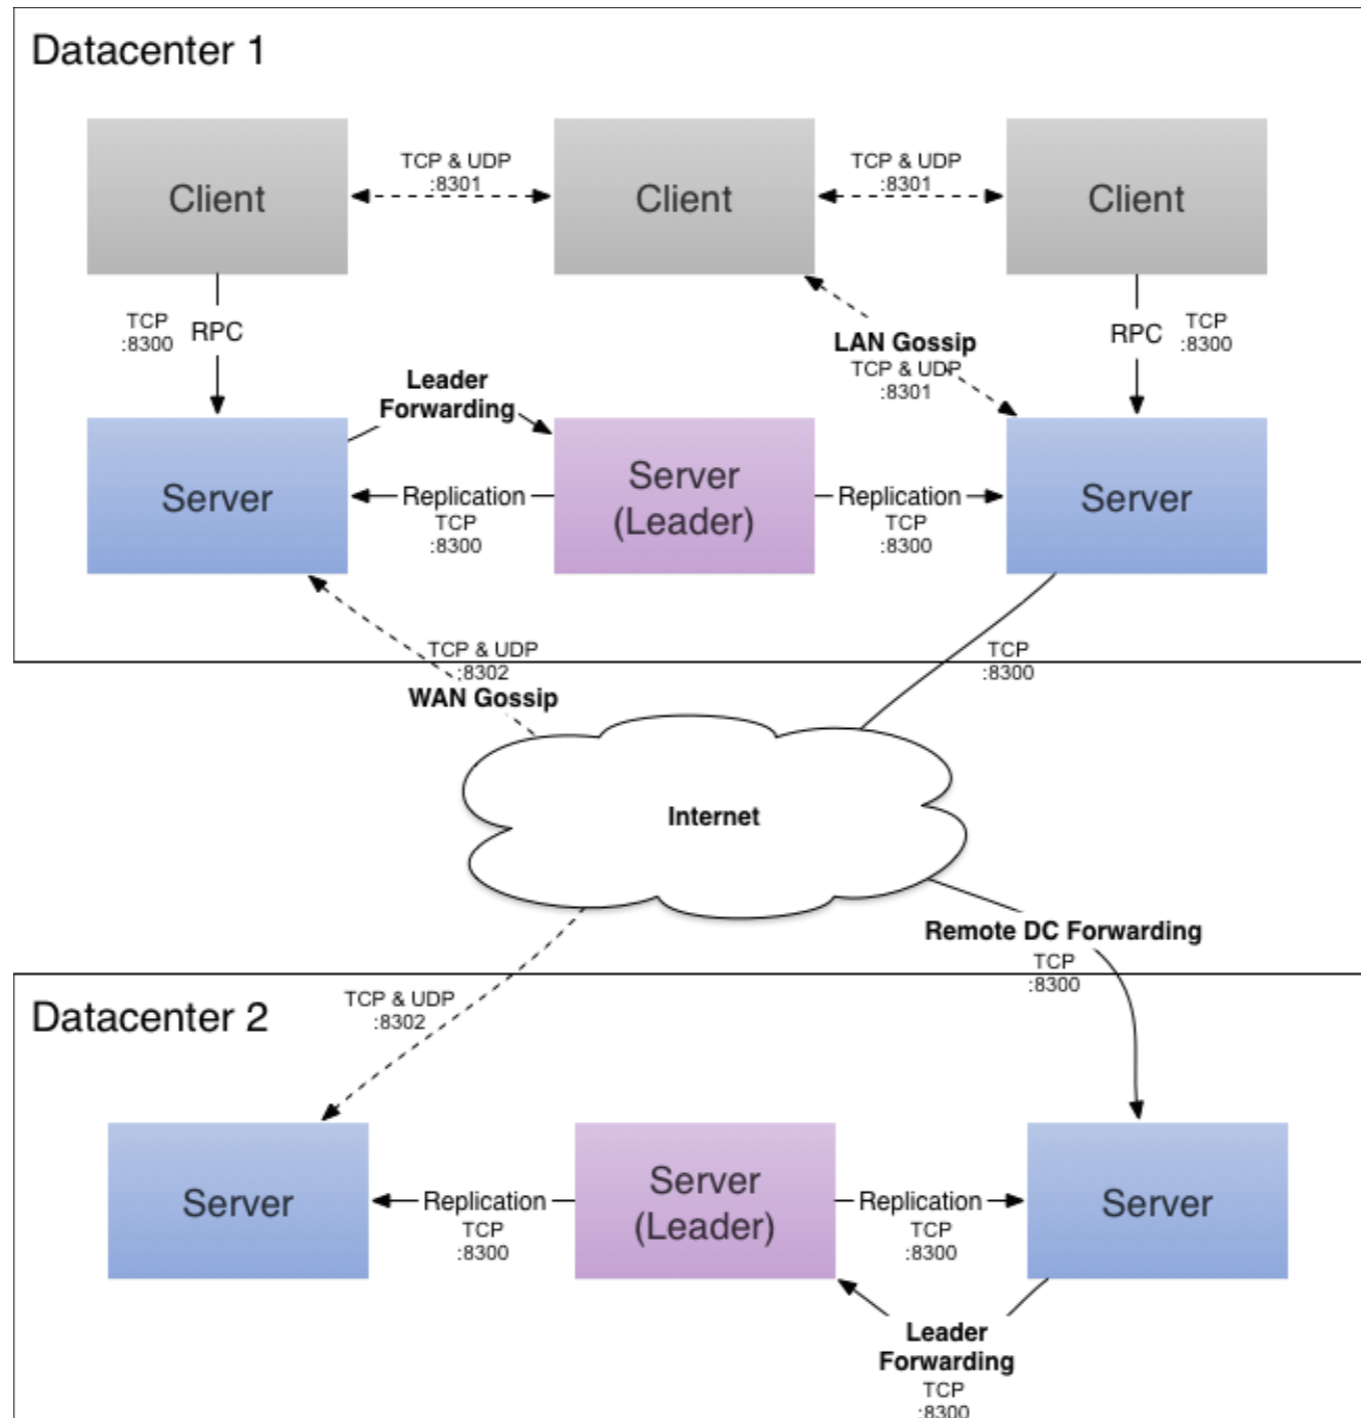 Datacenter 1
TCP & UDP
:8301
TCP & UDP
:8301
Client
Client
Client
TCP
:8300
RPC
LAN Gossip
TCP & UDP
:8301
RPC
TCP
:8300
Leader
Forwarding
Server
Replication
TCP
:8300
Server
(Leader)
Replication
TCP
:8300
Server
TCP & UDP
:8302
WAN Gossip
TCP
:8300
Internet
Remote DC Forwarding
TCP
:8300
Datacenter 2
TCP & UDP
:8302
Server
Replication
TCP
:8300
Server
(Leader)
Replication
TCP
:8300
Server
Leader
Forwarding
TCP
:8300